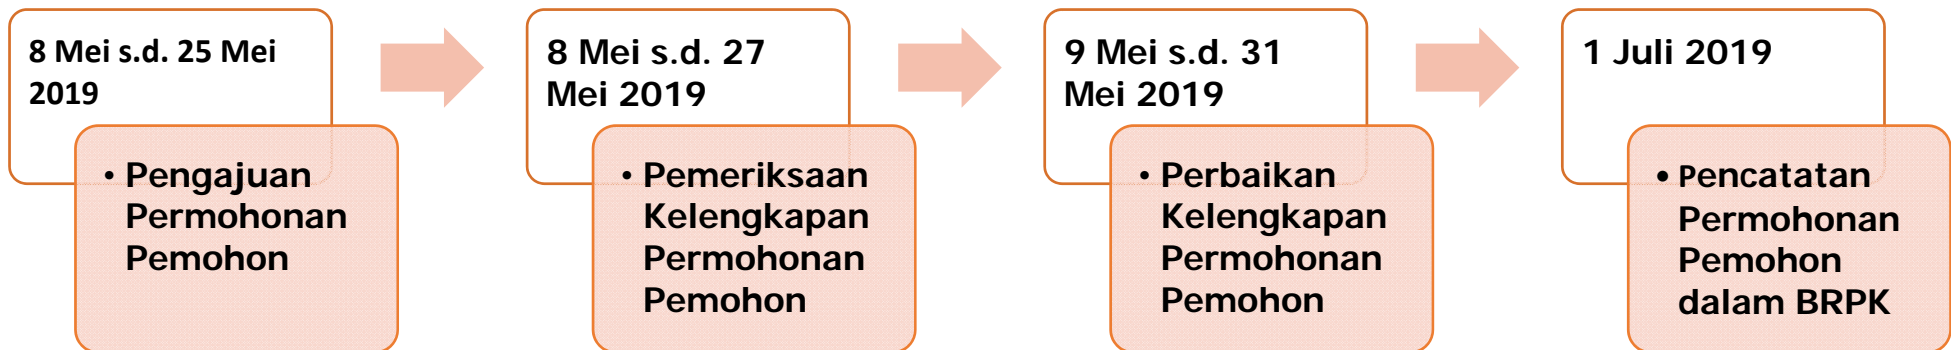 8 Mei s.d. 25 Mei
2019
• Pengajuan
Permohonan
Pemohon
8 Mei s.d. 27
Mei 2019
• Pemeriksaan
Kelengkapan
Permohonan
Pemohon
9 Mei s.d. 31
Mei 2019
• Perbaikan
Kelengkapan
Permohonan
Pemohon
1 Juli 2019
• Pencatatan
Permohonan
Pemohon
dalam BRPK